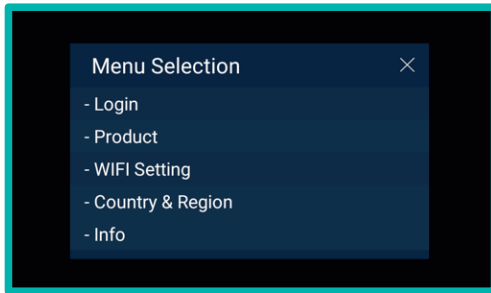 Menu Selection
- Login
- Product
- WIFI Setting
- Country & Region
- Info